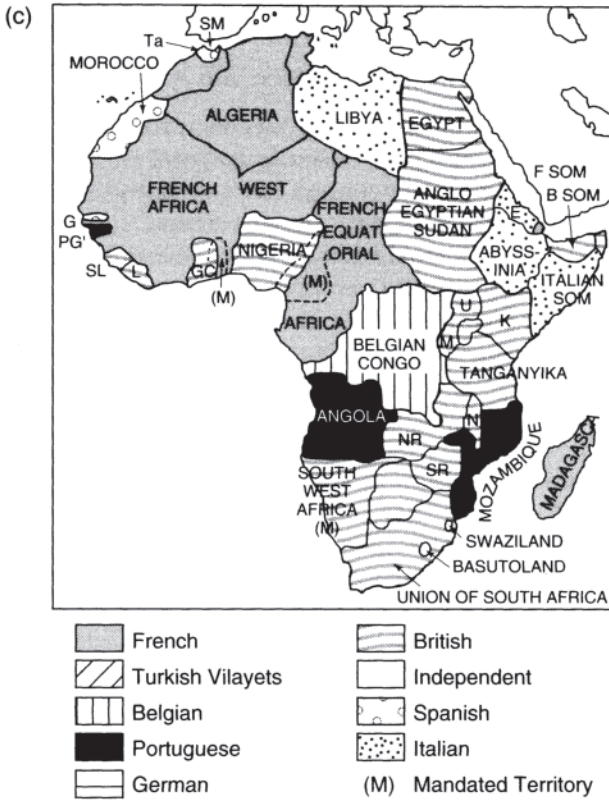 (c)
SM
Ta
MOROCCO
ALGERIA
LIBYA
EGYPT
F SOM
B SOM
FRENCH WEST
AFRICA
FRENCH
EQUAT
ORIAL
AFRICA
ANGLO
EGYPTIAN
SUDAN
E
G
PG'
SL
L
GC
(M)
NIGERIA
(M)
ABYSS-
INIA
ITALIAN
SOM
U
K
M
BELGIAN
CONGO
TANGANYIKA
ANGOLA
N
NR
SR
MOZAMBIQUE
MADAGASCA
SOUTH
WEST
AFRICA
(M)
SWAZILAND
BASUTOLAND
UNION OF SOUTH AFRICA
French
Turkish Vilayets
Belgian
Portuguese
German
British
Independent
Spanish
Italian
(M) Mandated Territory